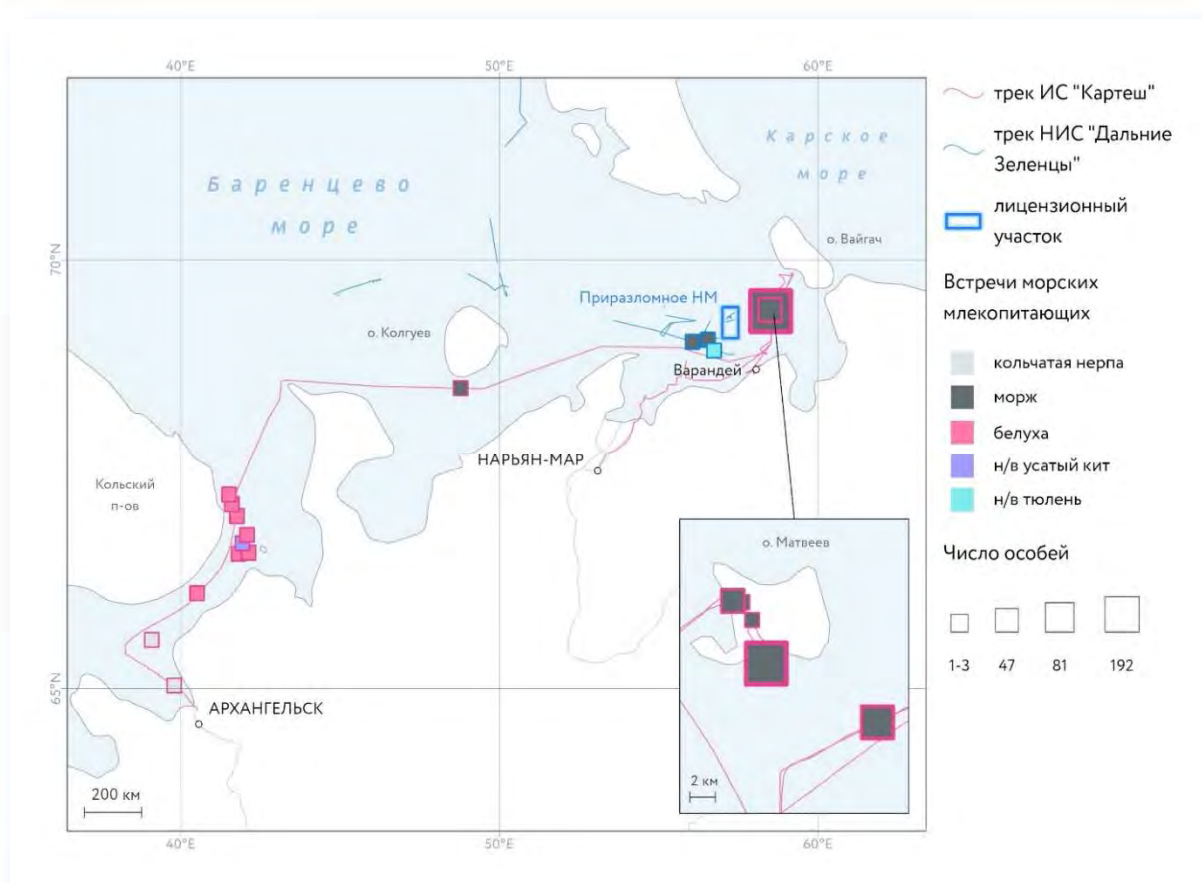 40°E
50°E
60°E
70°N
65°N
Баренцево
море
Карское
море
о. Вайгач
Приразломное НМ
о. Колгуев
Варандей
НАРЬЯН-МАР
Кольский
п-ов
АРХАНГЕЛЬСК
200 км
о. Матвеев
2 км
40°E
50°E
60°E
трек ИС "Картеш"
трек НИС "Дальние
Зеленцы"
лицензионный
участок
Встречи морских
млекопитающих
кольчатая нерпа
морж
белуха
н/в усатый кит
н/в тюлень
Число особей
1-3
47
81
192